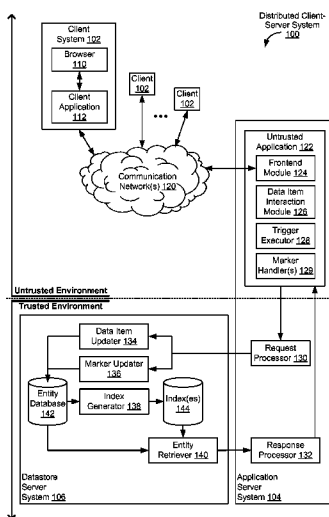 Distributed Client-
Server System
100
Client
System 102
Browser
110
Client
Application
112
Client
102
Client
102
...
Communication
Network(s) 120
Untrusted
Application 122
Frontend
Module 124
Data Item
Interaction
Module 126
Trigger
Executor 128
Marker
Handler(s) 129
Untrusted Environment
Trusted Environment
Data Item
Updater 134
Marker Updater
136
Request
Processor 130
Entity
Database
142
Index
Generator 138
Index(es)
144
Entity
Retriever 140
Response
Processor 132
Datastore
Server
System 106
Application
Server
System 104